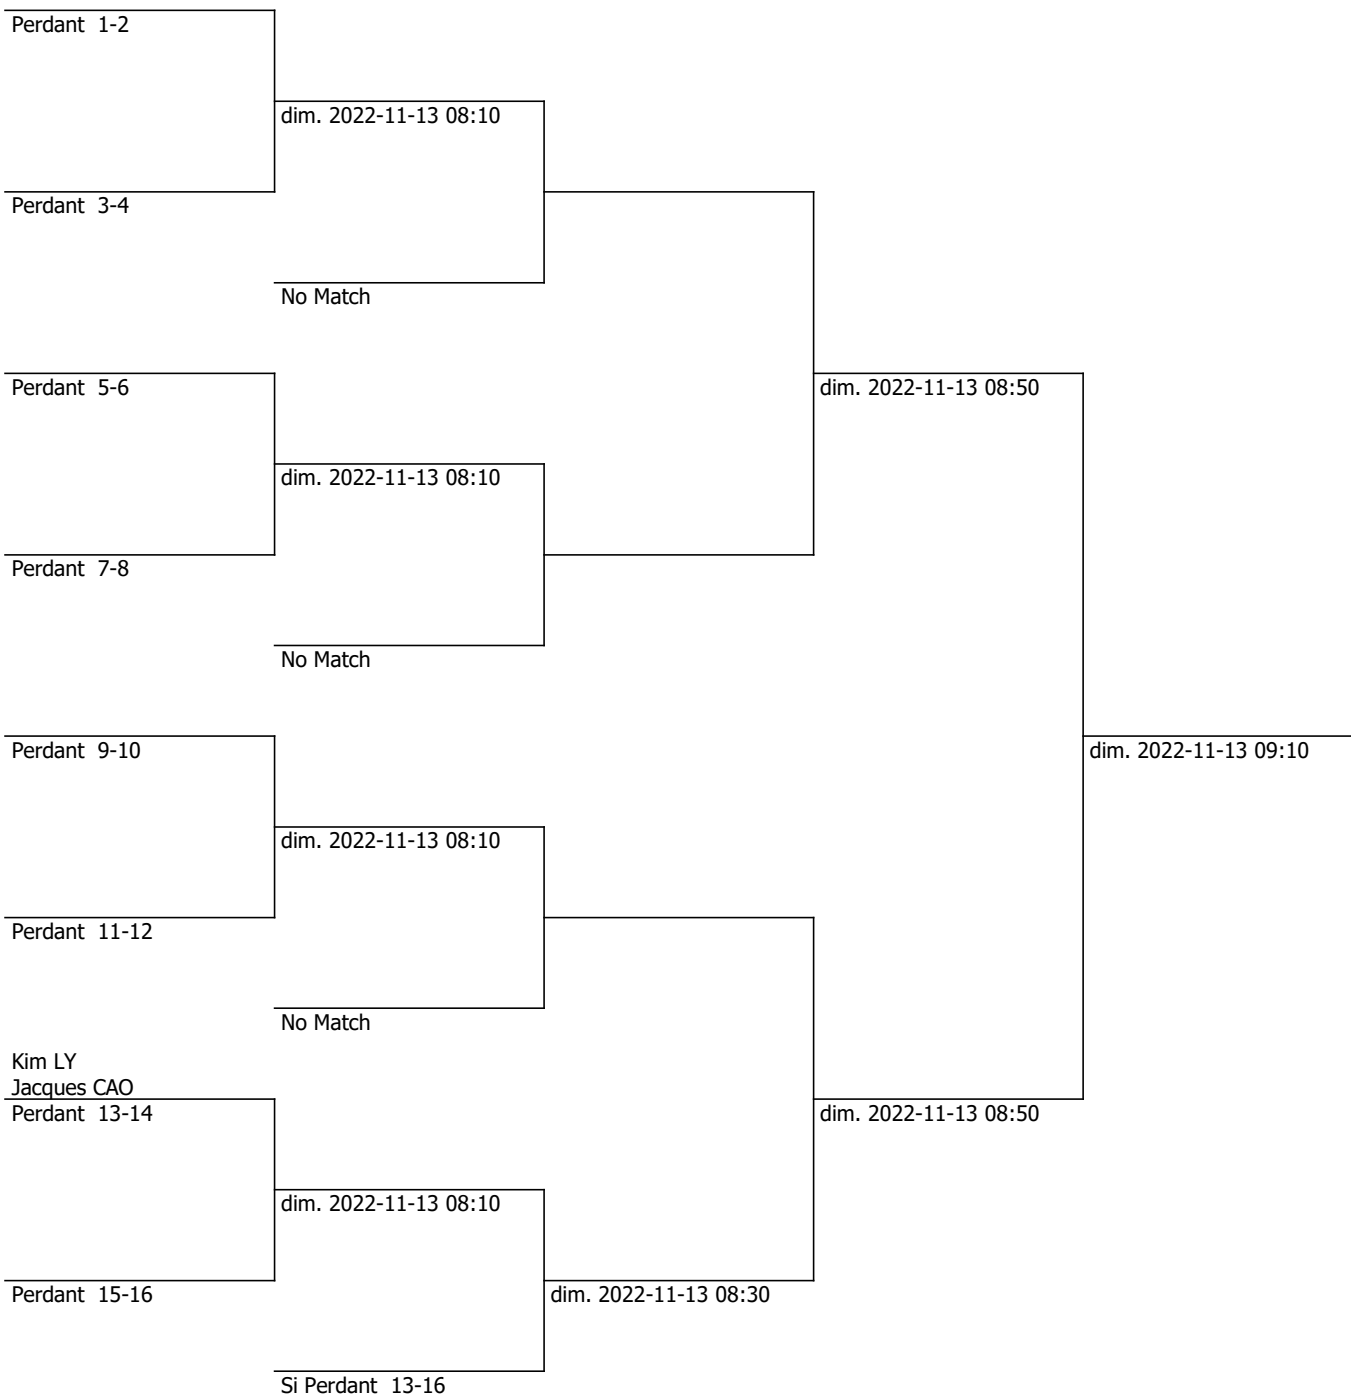 Perdant 1-2
dim. 2022-11-13 08:10
Perdant 3-4
No Match
Perdant 5-6
dim. 2022-11-13 08:50
dim. 2022-11-13 08:10
Perdant 7-8
No Match
Perdant 9-10
dim. 2022-11-13 09:10
dim. 2022-11-13 08:10
Perdant 11-12
No Match
Kim LY
Jacques CAO
Perdant 13-14
dim. 2022-11-13 08:50
dim. 2022-11-13 08:10
Perdant 15-16
dim. 2022-11-13 08:30
Si Perdant 13-16